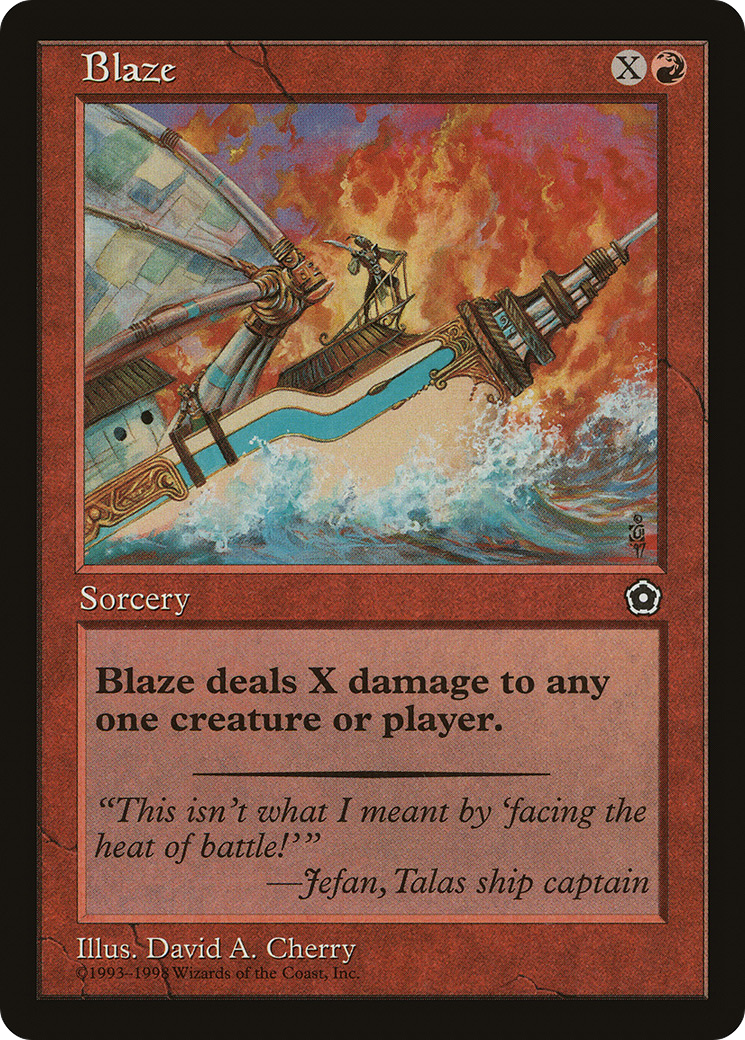 Blaze X
Sorcery
Blaze deals X damage to any
one creature or player.
“This isn’t what I meant by ‘facing the
heat of battle!’”
—Jefan, Talas ship captain
Illus. David A. Cherry
©1993–1998 Wizards of the Coast, Inc.